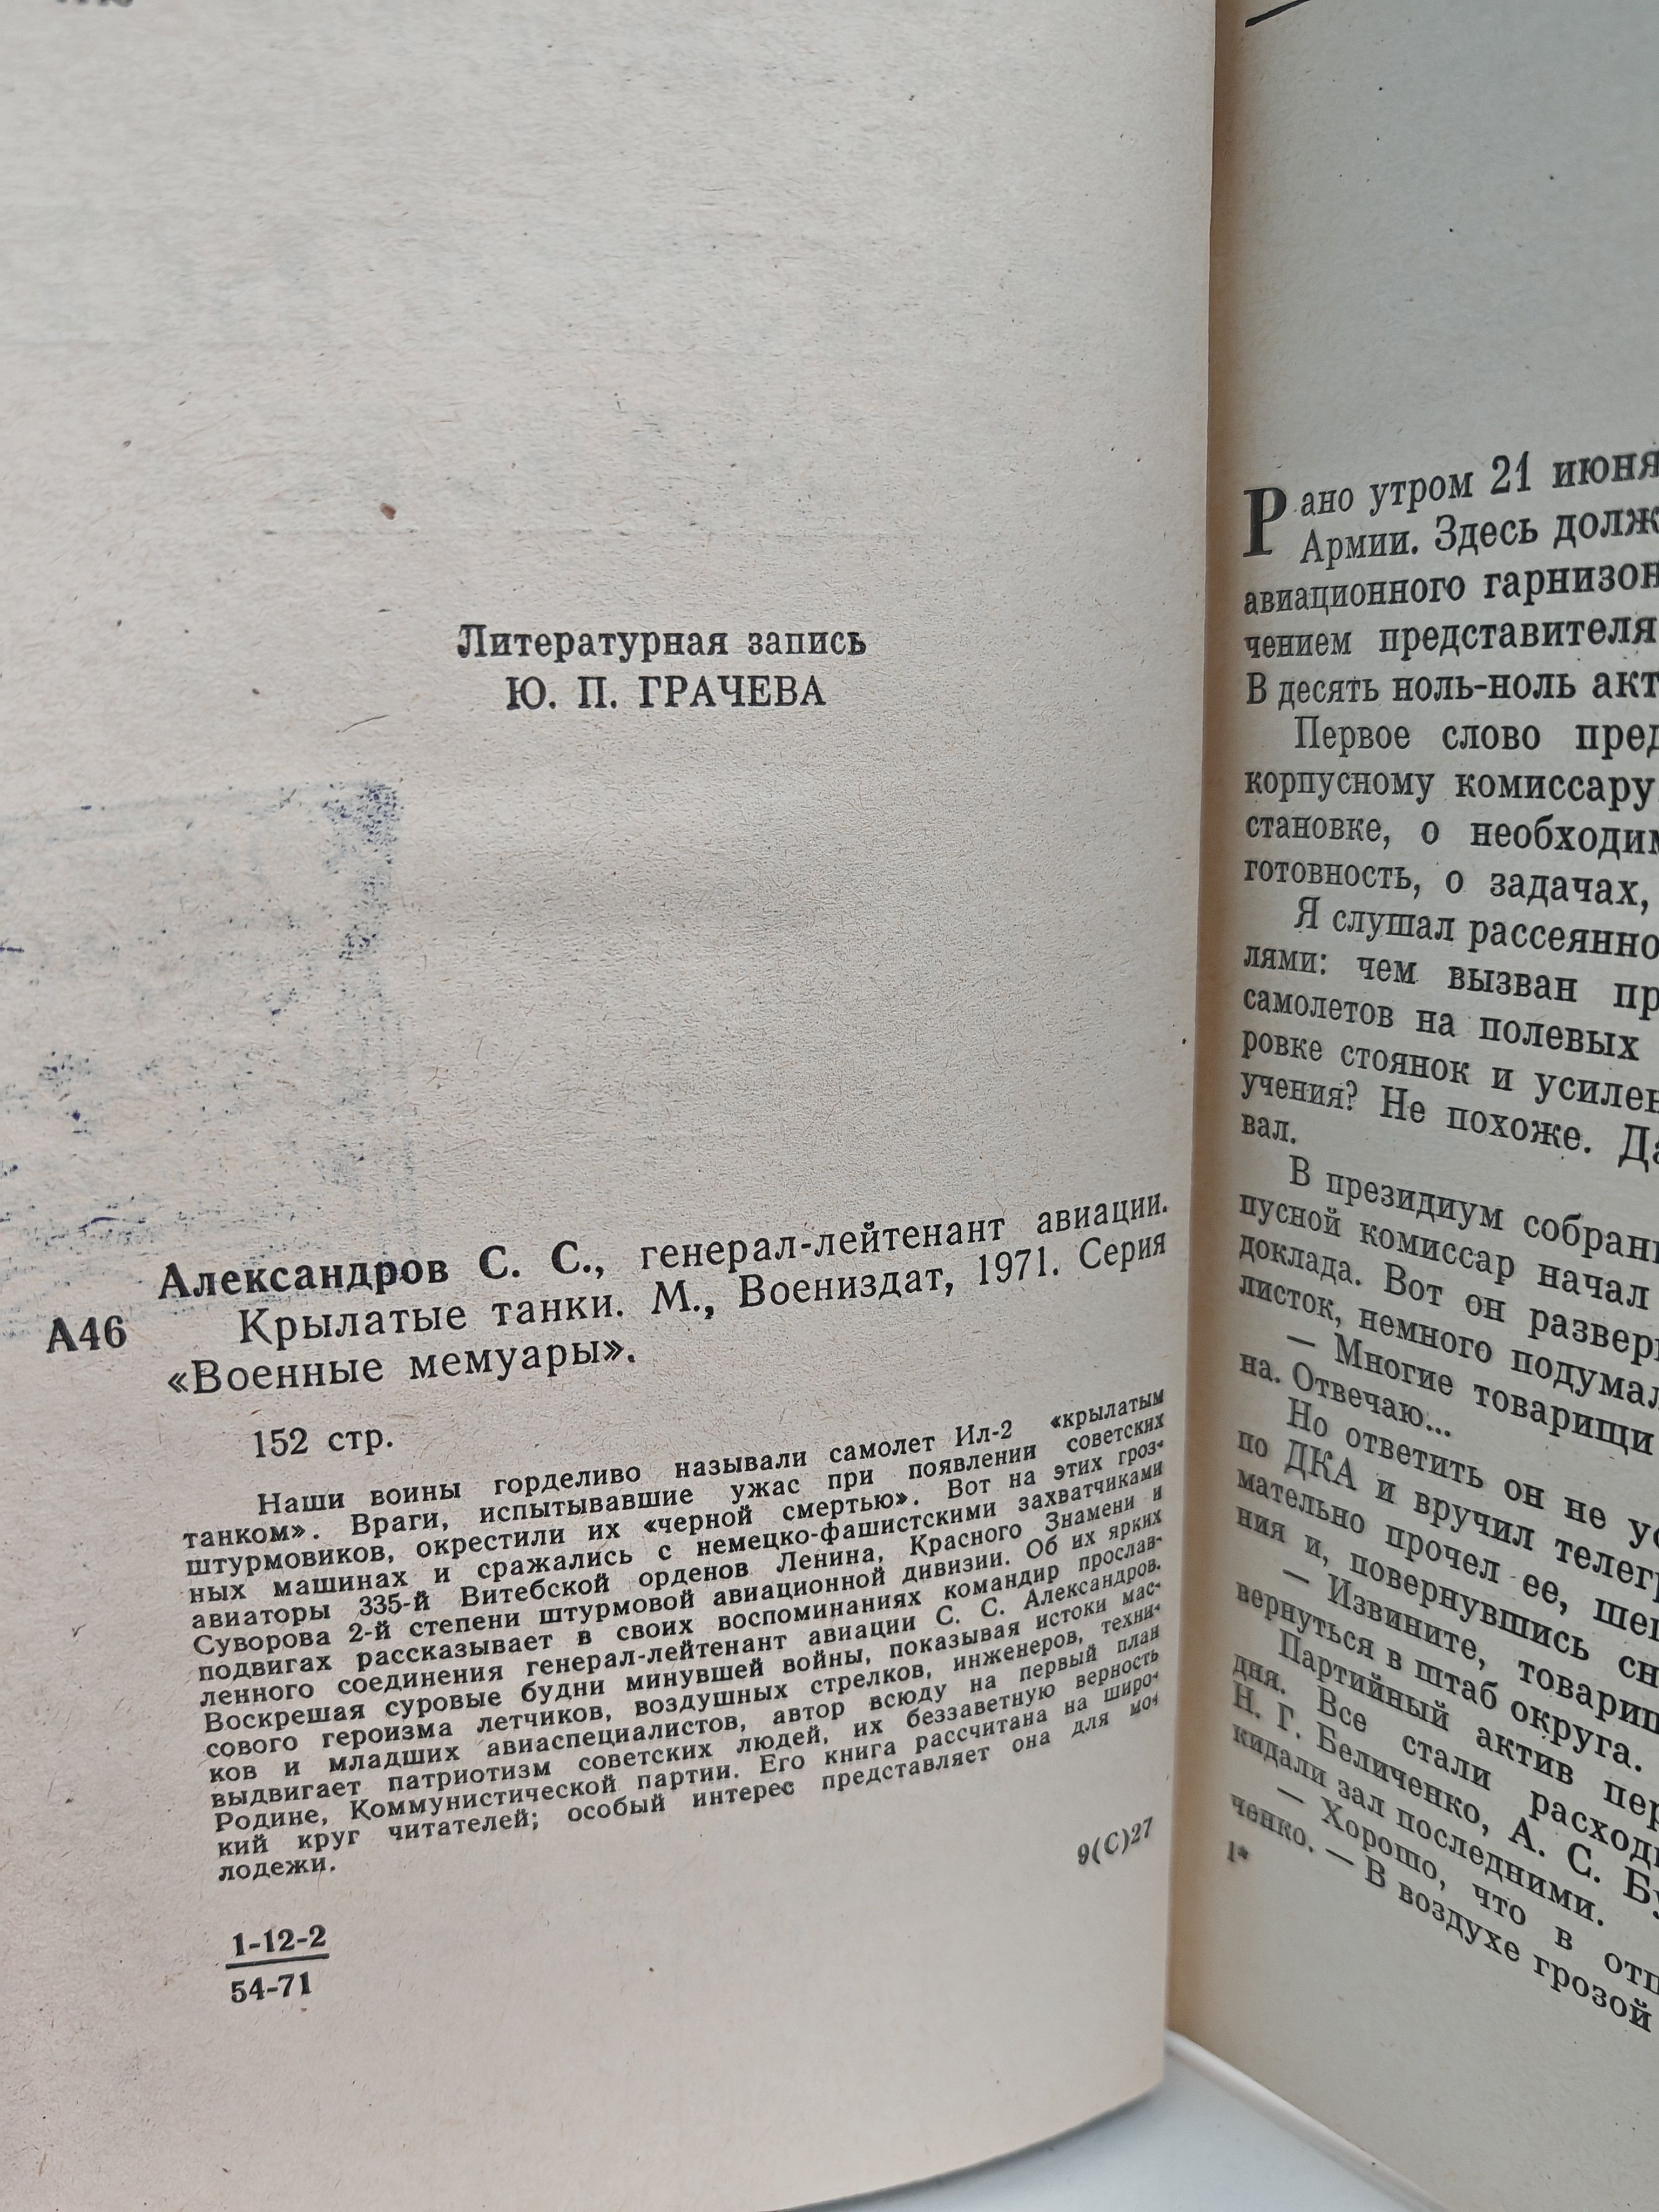 Литературная запись
Ю. П. ГРАЧЕВА
Александров С. С., генерал-лейтенант авиации.
А46
Крылатые танки. М., Воениздат, 1971. Серия
«Военные мемуары».
152 стр.
Наши воины горделиво называли самолет Ил-2 «крылатым
танком». Враги, испытывавшие ужас при появлении советских
штурмовиков, окрестили их «черной смертью». Вот на этих гроз-
ных машинах и сражались с немецко-фашистскими захватчиками
авиаторы 335-й Витебской орденов Ленина, Красного Знамени и
Суворова 2-й степени штурмовой авиационной дивизии. Об их ярких
подвигах рассказывает в своих воспоминаниях командир прослав-
ленного соединения генерал-лейтенант авиации С. С. Александров.
Воскрешая суровые будни минувшей войны, показывая истоки мас-
сового героизма летчиков, воздушных стрелков, инженеров, техни-
ков и младших авиаспециалистов, автор всюду на первый план
выдвигает патриотизм советских людей, их беззаветную верность
Родине, Коммунистической партии. Его книга рассчитана на широ-
кий круг читателей; особый интерес представляет она для мо-
лодежи.
9(С)27
1-12-2
54-71
Рано утром 21 июня
Армии. Здесь долж
авиационного гарнизон
чением представителя
В десять ноль-ноль акт
Первое слово пред
корпусному комиссару
становке, о необходим
готовность, о задачах,
Я слушал рассеянно
лями: чем вызван пр
самолетов на полевых
ровке стоянок и усилен
учения? Не похоже. Да
вал.
В президиум собрани
пусной комиссар начал
доклада. Вот он разверн
листок, немного подумал
— Многие товарищи
на. Отвечаю...
Но ответить он не ус
по ДКА и вручил телегр
мательно прочел ее, шеп
ния и, повернувшись сн
— Извините, товарищ
вернуться в штаб округа.
Партийный актив пер
дня. Все стали расходи
Н. Г. Беличенко, А. С. Бу
кидали зал последними.
— Хорошо, что в отп
ченко. — В воздухе грозой
1*